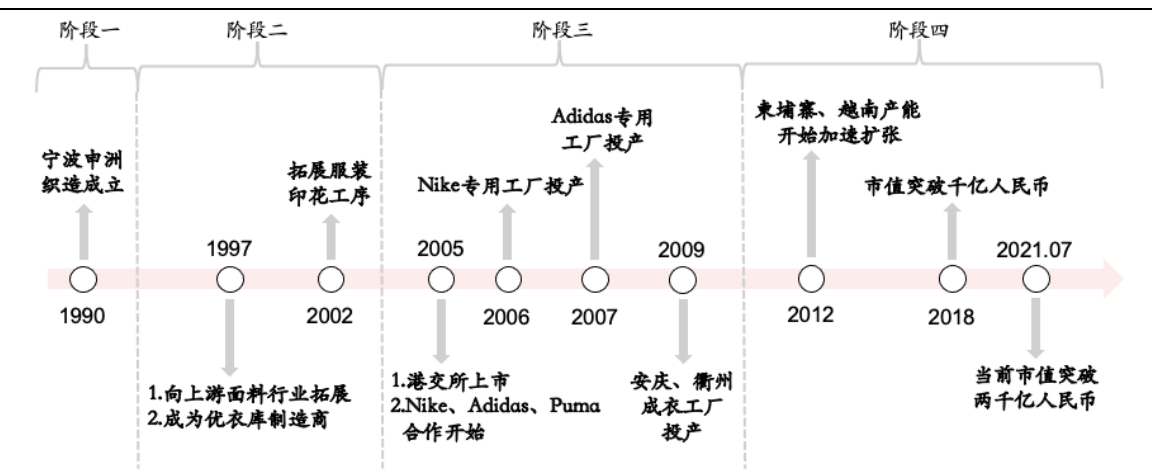 阶段一
阶段二
阶段三
阶段四
宁波申洲
织造成立
1990
1997
1.向上游面料行业拓展
2.成为优衣库制造商
拓展服装
印花工序
2002
2005
1.港交所上市
2.Nike、Adidas、Puma
合作开始
Nike专用工厂投产
2006
Adidas专用
工厂投产
2007
2009
安庆、衢州
成衣工厂
投产
柬埔寨、越南产能
开始加速扩张
2012
市值突破千亿人民币
2018
2021.07
当前市值突破
两千亿人民币